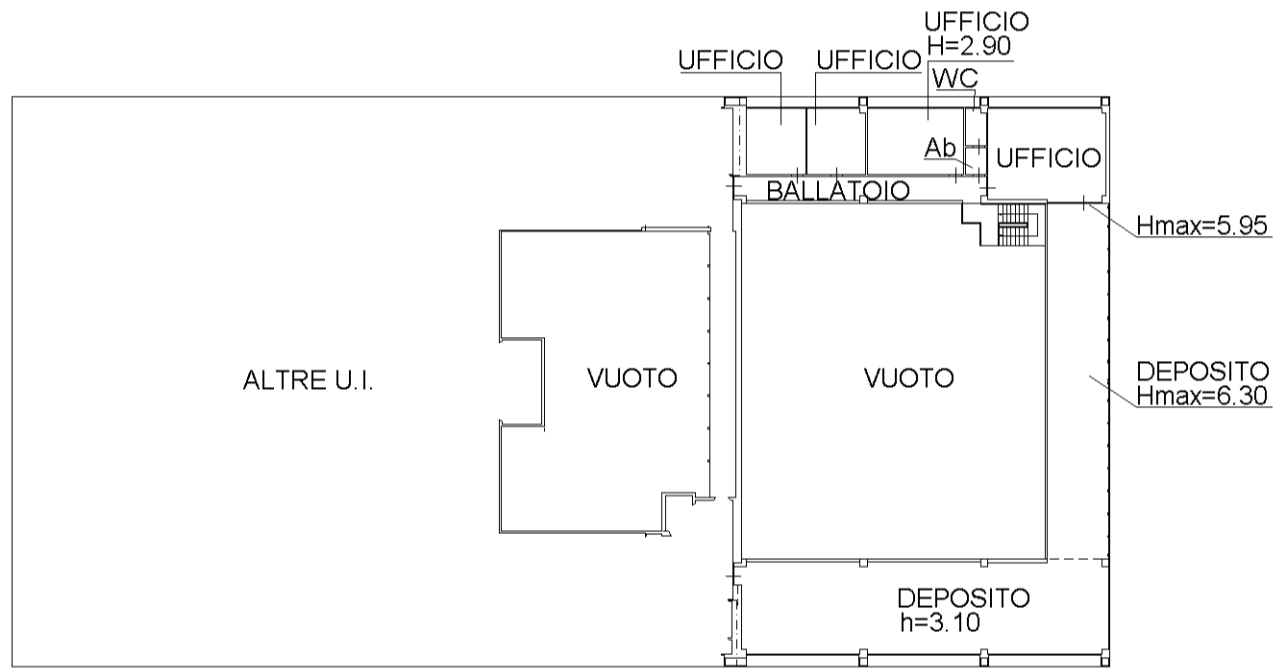 UFFICIO
H=2.90
UFFICIO
UFFICIO
WC
Ab
UFFICIO
BALLATOIO
Hmax=5.95
ALTRE U.I.
VUOTO
VUOTO
DEPOSITO
Hmax=6.30
DEPOSITO
h=3.10